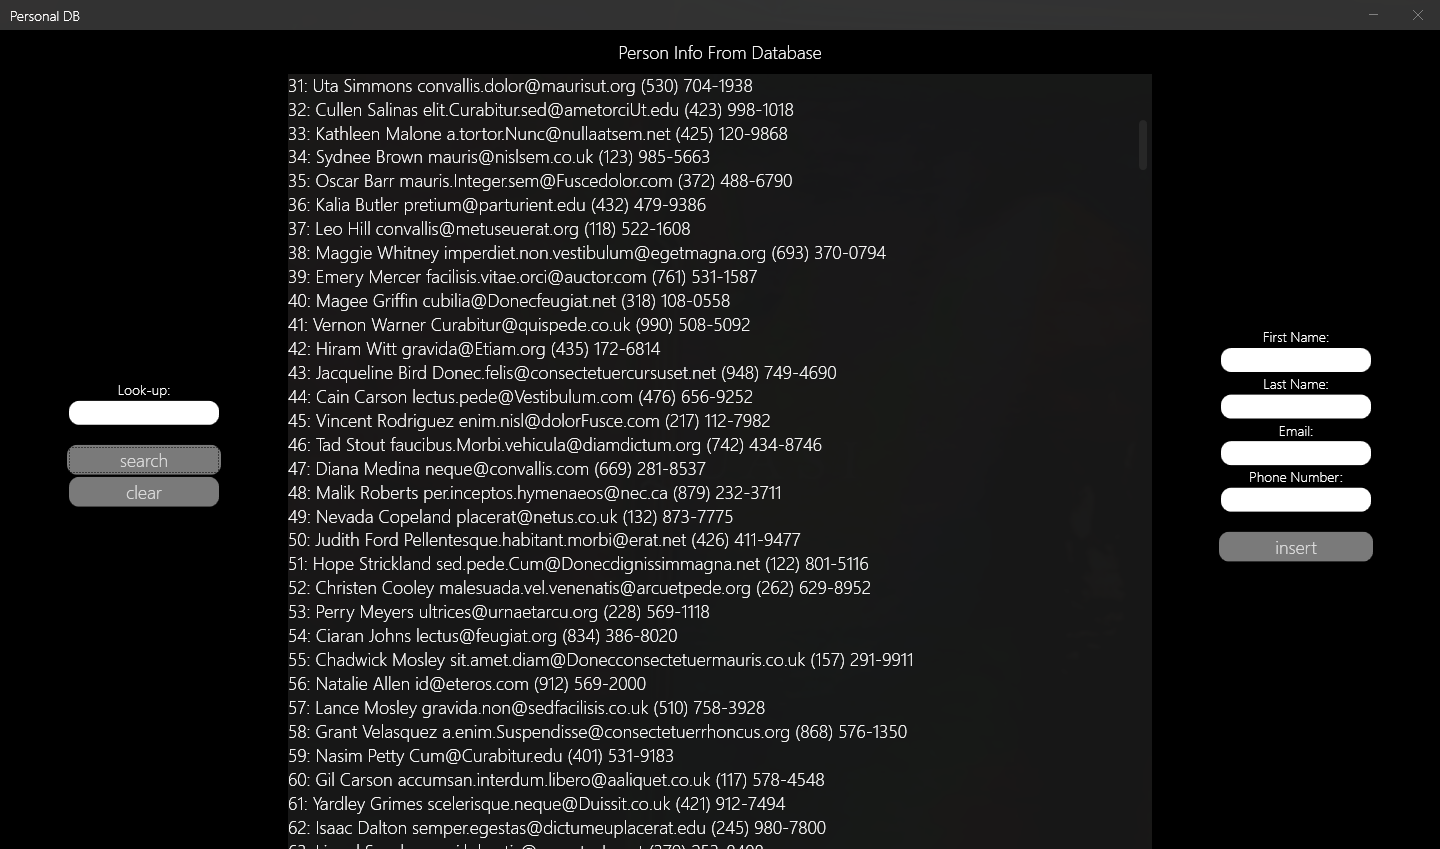 Personal DB
Person Info From Database
31: Uta Simmons convallis.dolor@maurisut.org (530) 704-1938
32: Cullen Salinas elit.Curabitur.sed@ametorciUt.edu (423) 998-1018
33: Kathleen Malone a.tortor.Nunc@nullaatsem.net (425) 120-9868
34: Sydnee Brown mauris@nislsem.co.uk (123) 985-5663
35: Oscar Barr mauris.Integer.sem@Fuscedolor.com (372) 488-6790
36: Kalia Butler pretium@parturient.edu (432) 479-9386
37: Leo Hill convallis@metuseuerat.org (118) 522-1608
38: Maggie Whitney imperdiet.non.vestibulum@egetmagna.org (693) 370-0794
39: Emery Mercer facilisis.vitae.orci@auctor.com (761) 531-1587
40: Magee Griffin cubilia@Donecfeugiat.net (318) 108-0558
41: Vernon Warner Curabitur@quispede.co.uk (990) 508-5092
42: Hiram Witt gravida@Etiam.org (435) 172-6814
43: Jacqueline Bird Donec.felis@consectetuercursuset.net (948) 749-4690
44: Cain Carson lectus.pede@Vestibulum.com (476) 656-9252
45: Vincent Rodriguez enim.nisl@dolorFusce.com (217) 112-7982
46: Tad Stout faucibus.Morbi.vehicula@diamdictum.org (742) 434-8746
47: Diana Medina neque@convallis.com (669) 281-8537
48: Malik Roberts per.inceptos.hymenaeos@nec.ca (879) 232-3711
49: Nevada Copeland placerat@netus.co.uk (132) 873-7775
50: Judith Ford Pellentesque.habitant.morbi@erat.net (426) 411-9477
51: Hope Strickland sed.pede.Cum@Donecdignissimmagna.net (122) 801-5116
52: Christen Cooley malesuada.vel.venenatis@arcuetpede.org (262) 629-8952
53: Perry Meyers ultrices@urnaetarcu.org (228) 569-1118
54: Ciaran Johns lectus@feugiat.org (834) 386-8020
55: Chadwick Mosley sit.amet.diam@Donecconsectetuermauris.co.uk (157) 291-9911
56: Natalie Allen id@eteros.com (912) 569-2000
57: Lance Mosley gravida.non@sedfacilisis.co.uk (510) 758-3928
58: Grant Velasquez a.enim.Suspendisse@consectetuerrhoncus.org (868) 576-1350
59: Nasim Petty Cum@Curabitur.edu (401) 531-9183
60: Gil Carson accumsan.interdum.libero@aaliquet.co.uk (117) 578-4548
61: Yardley Grimes scelerisque.neque@Duissit.co.uk (421) 912-7494
62: Isaac Dalton semper.egestas@dictumeuplacerat.edu (245) 980-7800
Look-up:
search
clear
First Name:
Last Name:
Email:
Phone Number:
insert